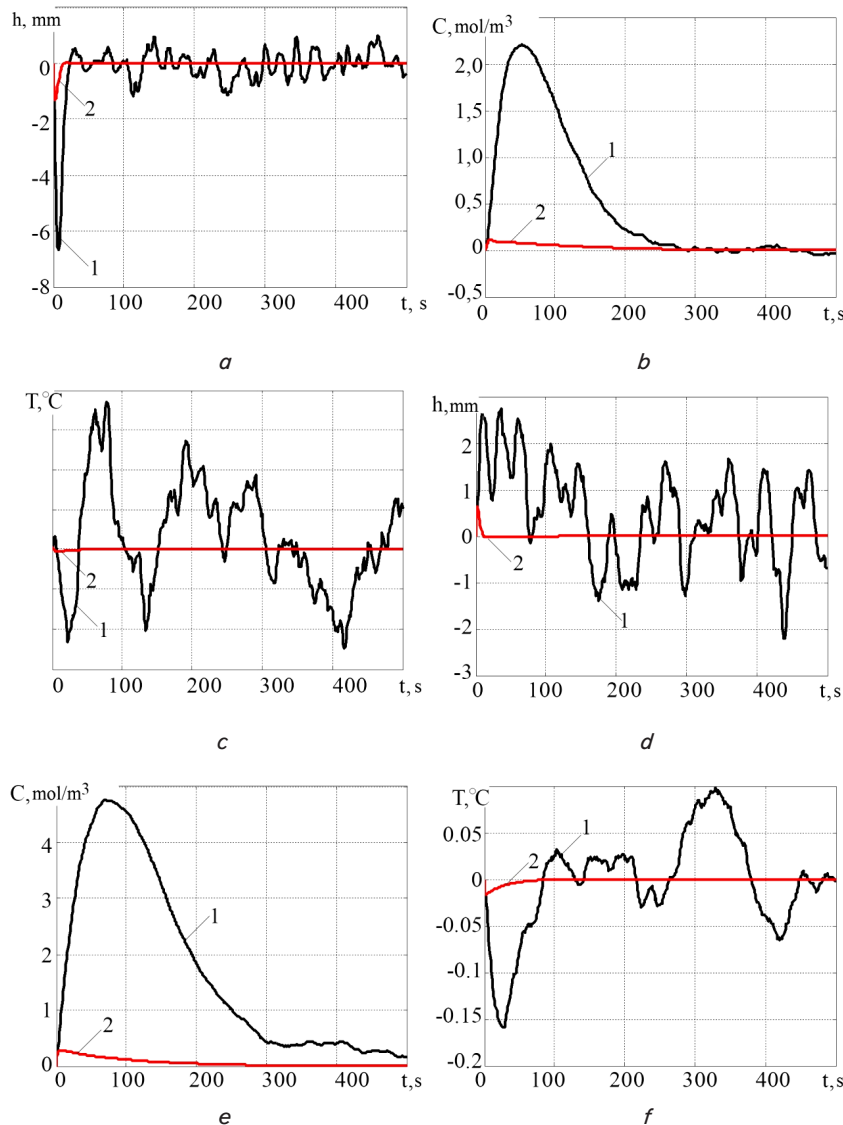 h, mm
0
-2
-4
-6
-8
2
1
0 100 200 300 400 t, s
a
C, mol/m3
2,0
1,5
1,0
0,5
0
-0,5
1
2
0 100 200 300 400 t, s
b
T,°C
2
1
0 100 200 300 400 t, s
c
h, mm
2
1
0
-1
-2
-3
2
1
0 100 200 300 400 t, s
d
C, mol/m³
4
3
2
1
0
1
2
0 100 200 300 400 t, s
e
T,°C
0.05
0
-0.05
-0.1
-0.15
-0.2
1
2
0 100 200 300 400 t, s
f